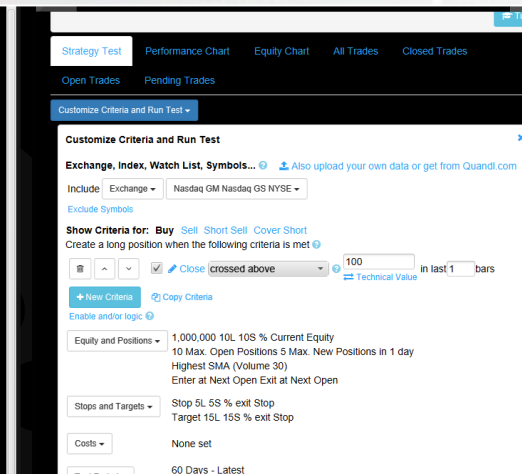 Strategy Test Performance Chart Equity Chart All Trades Closed Trades
Open Trades Pending Trades
Customize Criteria and Run Test
Customize Criteria and Run Test
Exchange, Index, Watch List, Symbols... Also upload your own data or get from Quandl.com
Include Exchange Nasdaq GM Nasdaq GS NYSE
Exclude Symbols
Show Criteria for: Buy Sell Short Sell Cover Short
Create a long position when the following criteria is met
Close crossed above 100 in last 1 bars
Technical Value
New Criteria Copy Criteria
Enable and/or logic
Equity and Positions 1,000,000 10L 10S % Current Equity
10 Max. Open Positions 5 Max. New Positions in 1 day
Highest SMA (Volume 30)
Enter at Next Open Exit at Next Open
Stops and Targets Stop 5L 5S % exit Stop
Target 15L 15S % exit Stop
Costs None set
60 Days - Latest